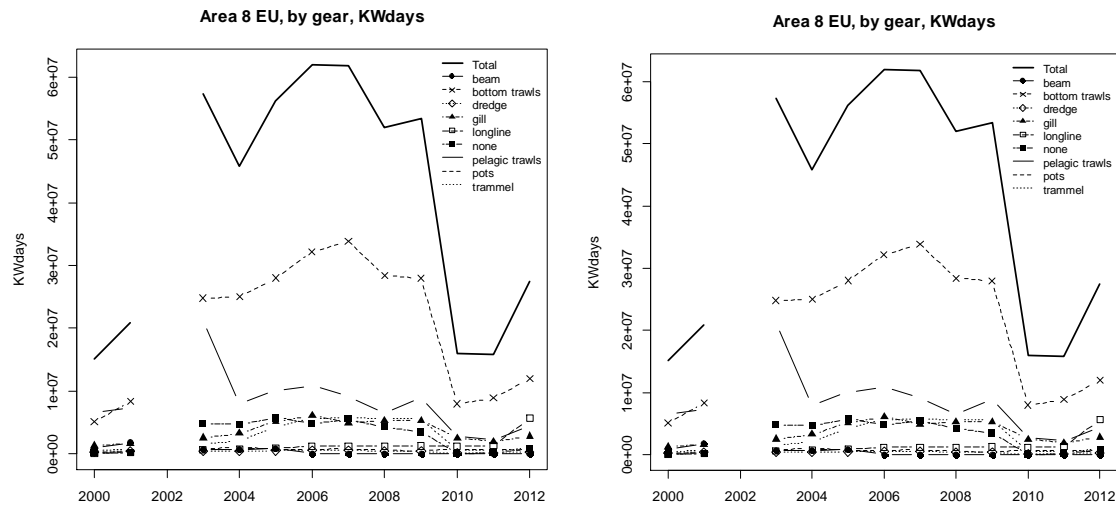 Area 8 EU, by gear, KWdays
KWdays
6e+07
5e+07
4e+07
3e+07
2e+07
1e+07
0e+00
Total
beam
bottom trawls
dredge
gill
longline
none
pelagic trawls
pots
trammel
2000 2002 2004 2006 2008 2010 2012
Area 8 EU, by gear, KWdays
KWdays
6e+07
5e+07
4e+07
3e+07
2e+07
1e+07
0e+00
Total
beam
bottom trawls
dredge
gill
longline
none
pelagic trawls
pots
trammel
2000 2002 2004 2006 2008 2010 2012